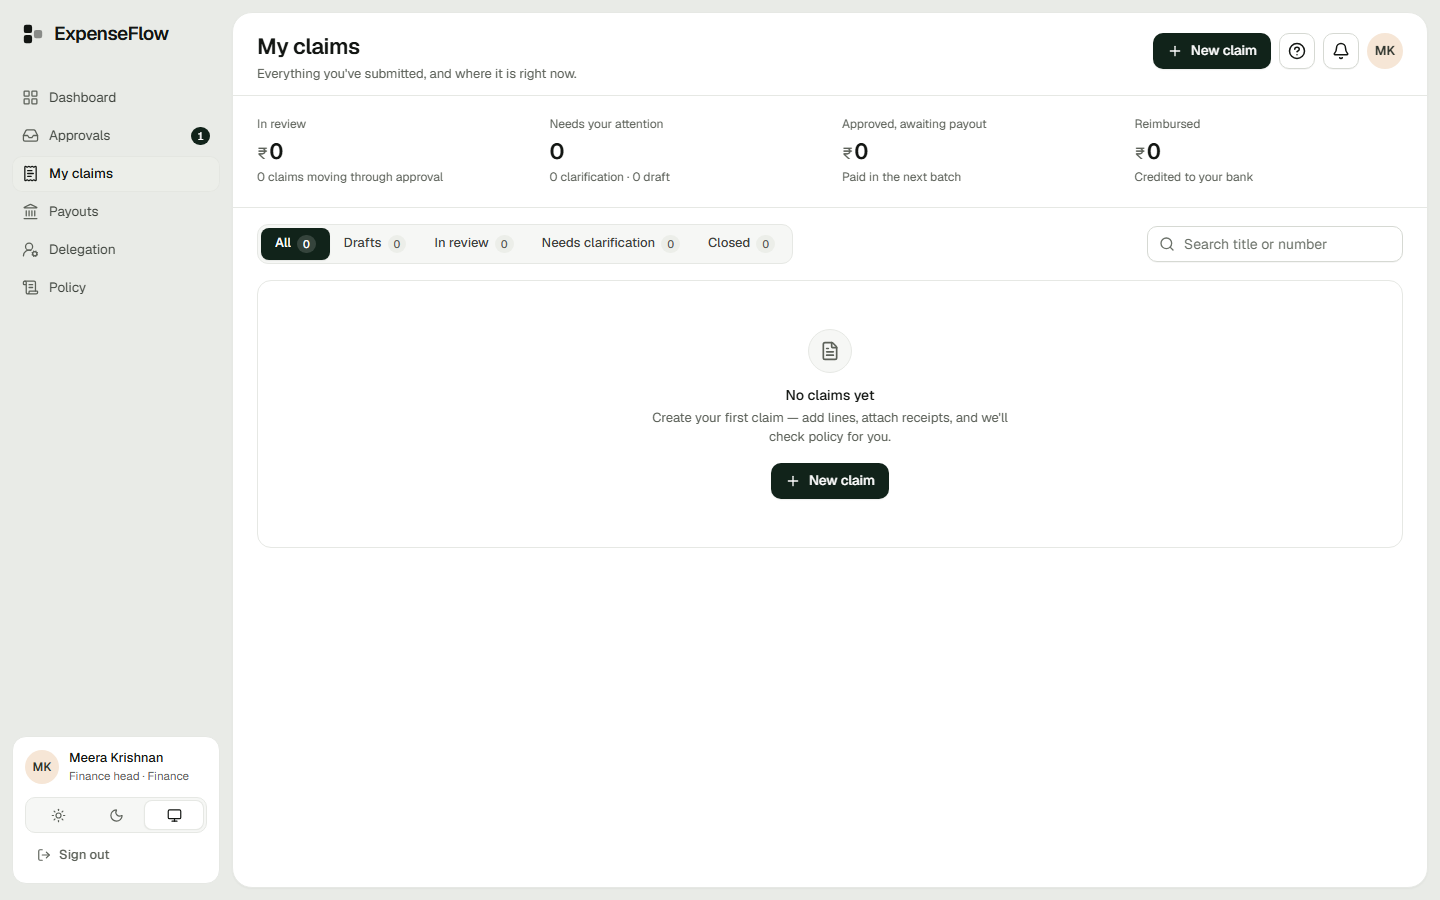 ExpenseFlow
Dashboard
Approvals 1
My claims
Payouts
Delegation
Policy
Meera Krishnan
MK
Finance head · Finance
Sign out
My claims
Everything you've submitted, and where it is right now.
+ New claim
MK
In review
₹0
0 claims moving through approval
Needs your attention
0
0 clarification · 0 draft
Approved, awaiting payout
₹0
Paid in the next batch
Reimbursed
₹0
Credited to your bank
All 0 Drafts 0 In review 0 Needs clarification 0 Closed 0
Search title or number
No claims yet
Create your first claim — add lines, attach receipts, and we'll
check policy for you.
+ New claim